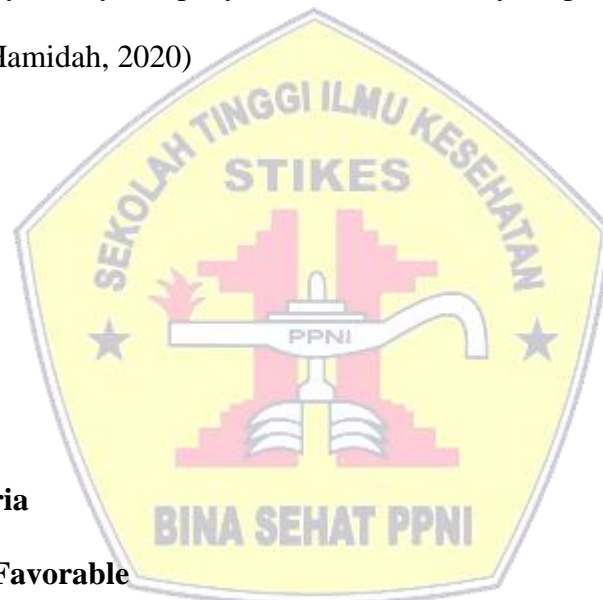 Hamidah, 2020)
SEKOLAH TINGGI ILMU KESEHATAN
STIKES
PPNI
ria
BINA SEHAT PPNI
Favorable